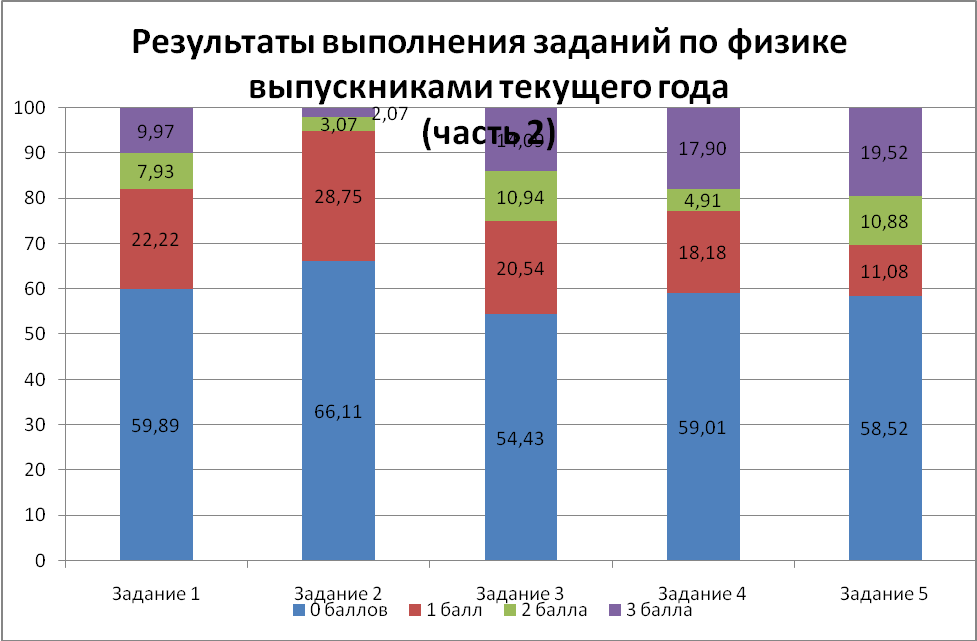 Результаты выполнения заданий по физике
выпускниками текущего года
(часть 2)
100
90
80
70
60
50
40
30
20
10
0
9,97
7,93
22,22
59,89
2,07
3,07
28,75
66,11
14,09
10,94
20,54
54,43
17,90
4,91
18,18
59,01
19,52
10,88
11,08
58,52
Задание 1
Задание 2
Задание 3
Задание 4
Задание 5
0 баллов
1 балл
2 балла
3 балла